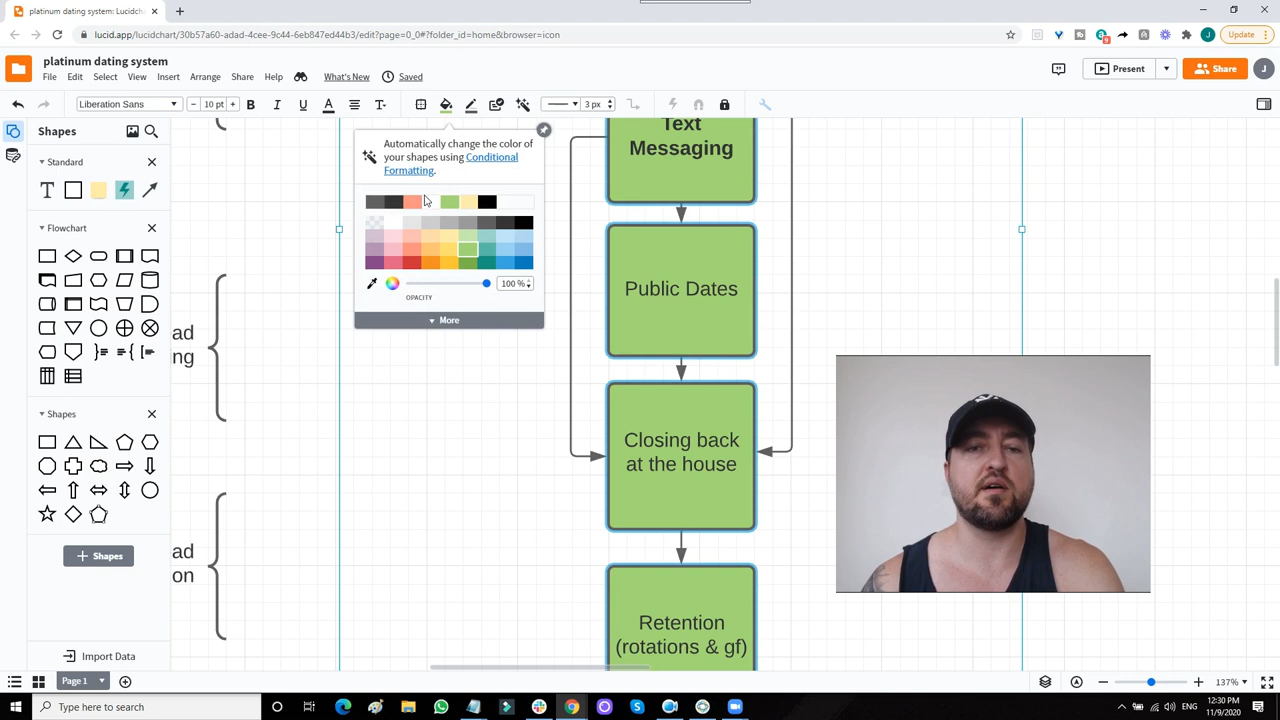 platinum dating system: Lucidch
lucid.app/lucidchart/30b57a60-adad-4cee-9c44-6eb847ed44b3/edit?page=0_0#?folder_id=home&browser=icon
9
J
Update
platinum dating system
File Edit Select View Insert Arrange Share Help What's New Saved
Present
Share
J
Liberation Sans
10 pt
B I U A T
3 px
Shapes
Standard
T
Flowchart
Shapes
Shapes
Import Data
Automatically change the color of
your shapes using Conditional
Formatting.
100 %
OPACITY
More
ad
ng
ad
on
Text
Messaging
Public Dates
Closing back
at the house
Retention
(rotations & gf)
Page 1
137%
Type here to search
ENG
12:30 PM
11/9/2020